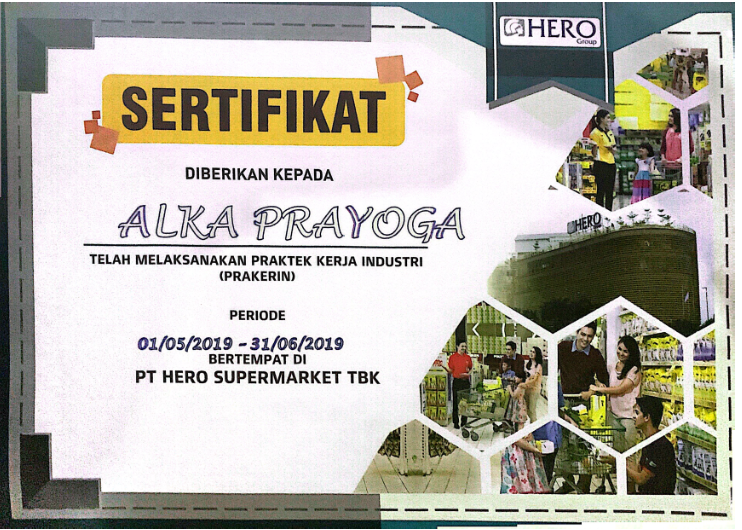 HERO
Group
SERTIFIKAT
DIBERIKAN KEPADA
ALKA PRAYOGA
TELAH MELAKSANAKAN PRAKTEK KERJA INDUSTRI
(PRAKERIN)
PERIODE
01/05/2019 - 31/06/2019
BERTEMPAT DI
PT HERO SUPERMARKET TBK
HERO